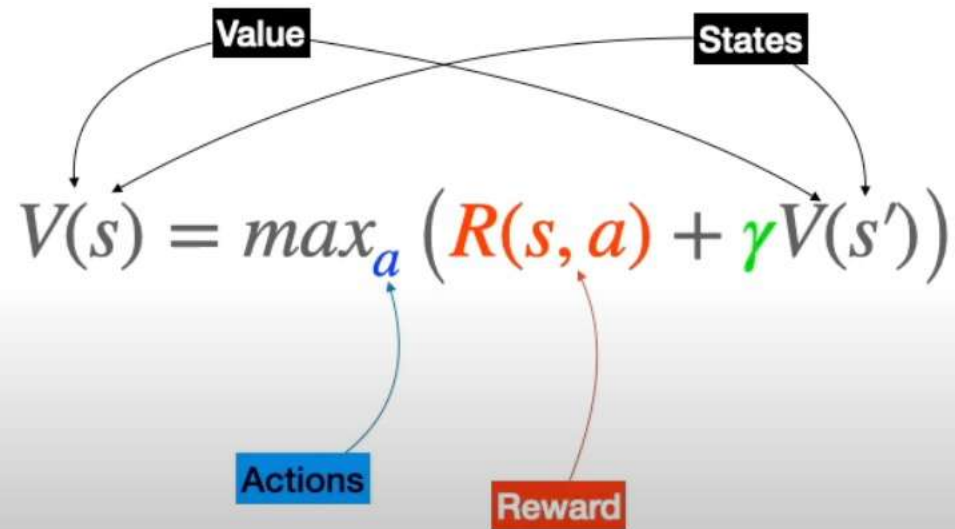 Value
States
V(s) = max_a (R(s, a) + γV(s′))
Actions
Reward